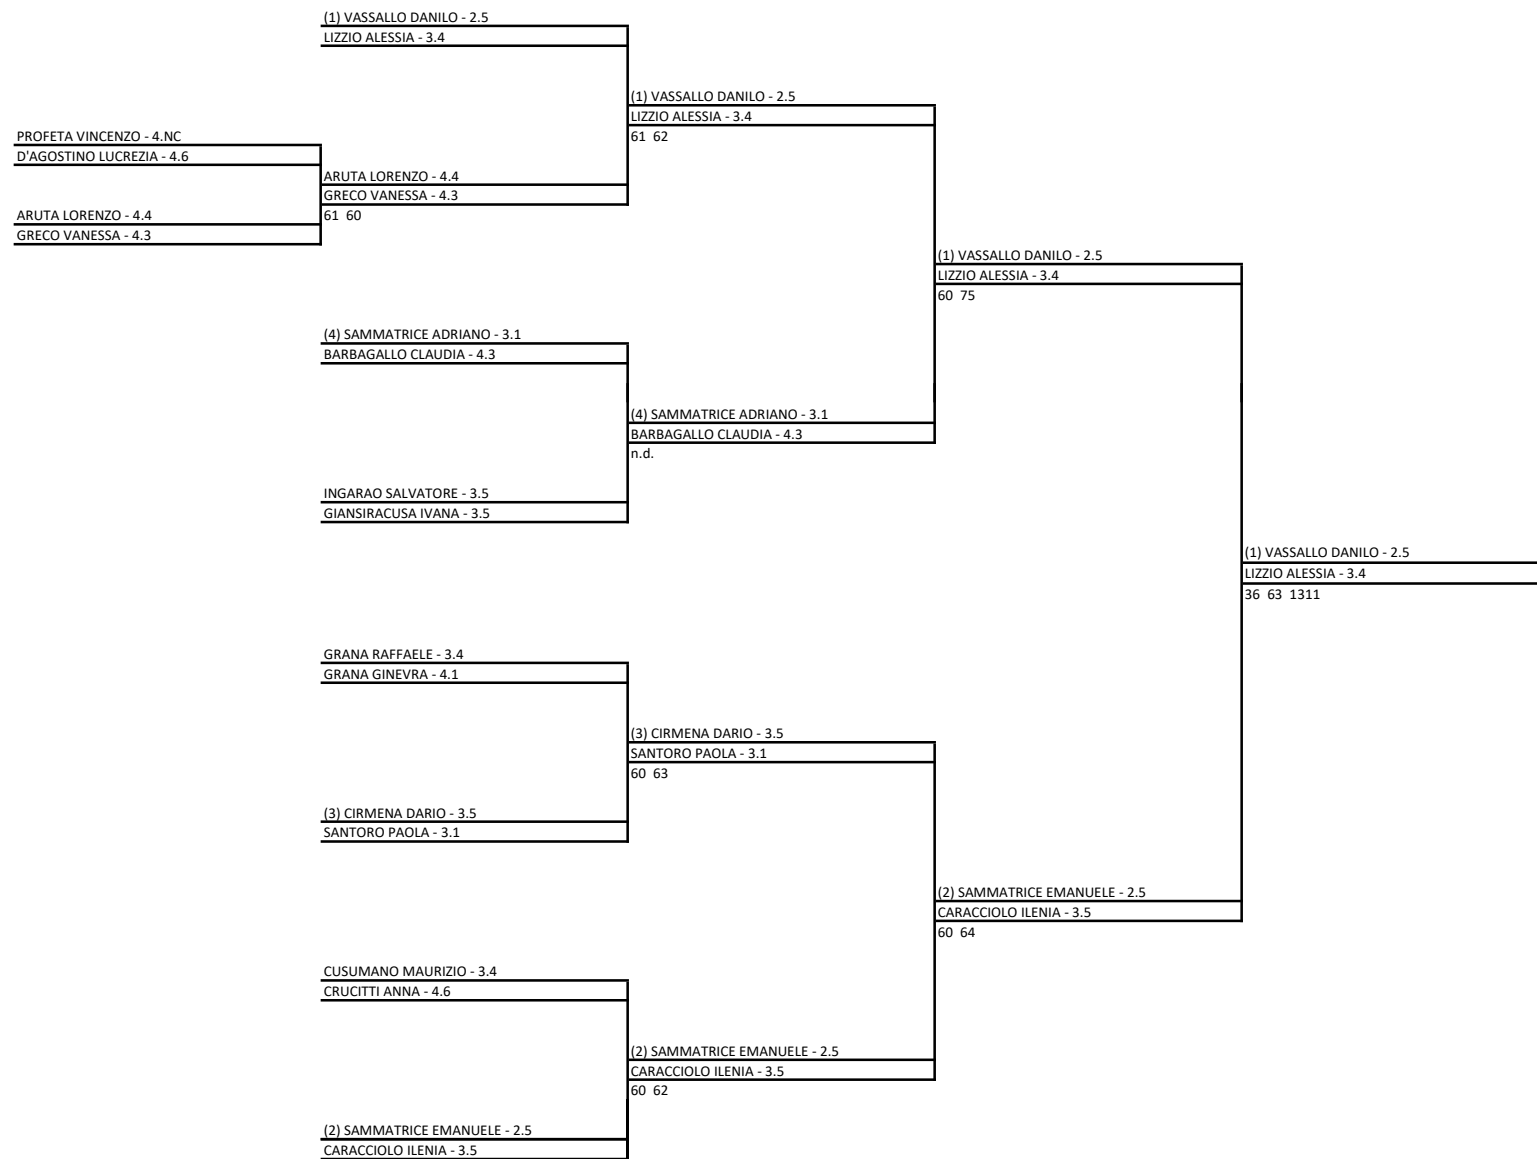 (1) VASSALLO DANILO - 2.5
LIZZIO ALESSIA - 3.4
(1) VASSALLO DANILO - 2.5
LIZZIO ALESSIA - 3.4
61 62
PROFETA VINCENZO - 4.NC
D'AGOSTINO LUCREZIA - 4.6
ARUTA LORENZO - 4.4
GRECO VANESSA - 4.3
61 60
ARUTA LORENZO - 4.4
GRECO VANESSA - 4.3
(1) VASSALLO DANILO - 2.5
LIZZIO ALESSIA - 3.4
60 75
(4) SAMMATRICE ADRIANO - 3.1
BARBAGALLO CLAUDIA - 4.3
(4) SAMMATRICE ADRIANO - 3.1
BARBAGALLO CLAUDIA - 4.3
n.d.
INGARAO SALVATORE - 3.5
GIANSIRACUSA IVANA - 3.5
(1) VASSALLO DANILO - 2.5
LIZZIO ALESSIA - 3.4
36 63 1311
GRANA RAFFAELE - 3.4
GRANA GINEVRA - 4.1
(3) CIRMENA DARIO - 3.5
SANTORO PAOLA - 3.1
60 63
(3) CIRMENA DARIO - 3.5
SANTORO PAOLA - 3.1
(2) SAMMATRICE EMANUELE - 2.5
CARACCIOLO ILENIA - 3.5
60 64
CUSUMANO MAURIZIO - 3.4
CRUCITTI ANNA - 4.6
(2) SAMMATRICE EMANUELE - 2.5
CARACCIOLO ILENIA - 3.5
60 62
(2) SAMMATRICE EMANUELE - 2.5
CARACCIOLO ILENIA - 3.5